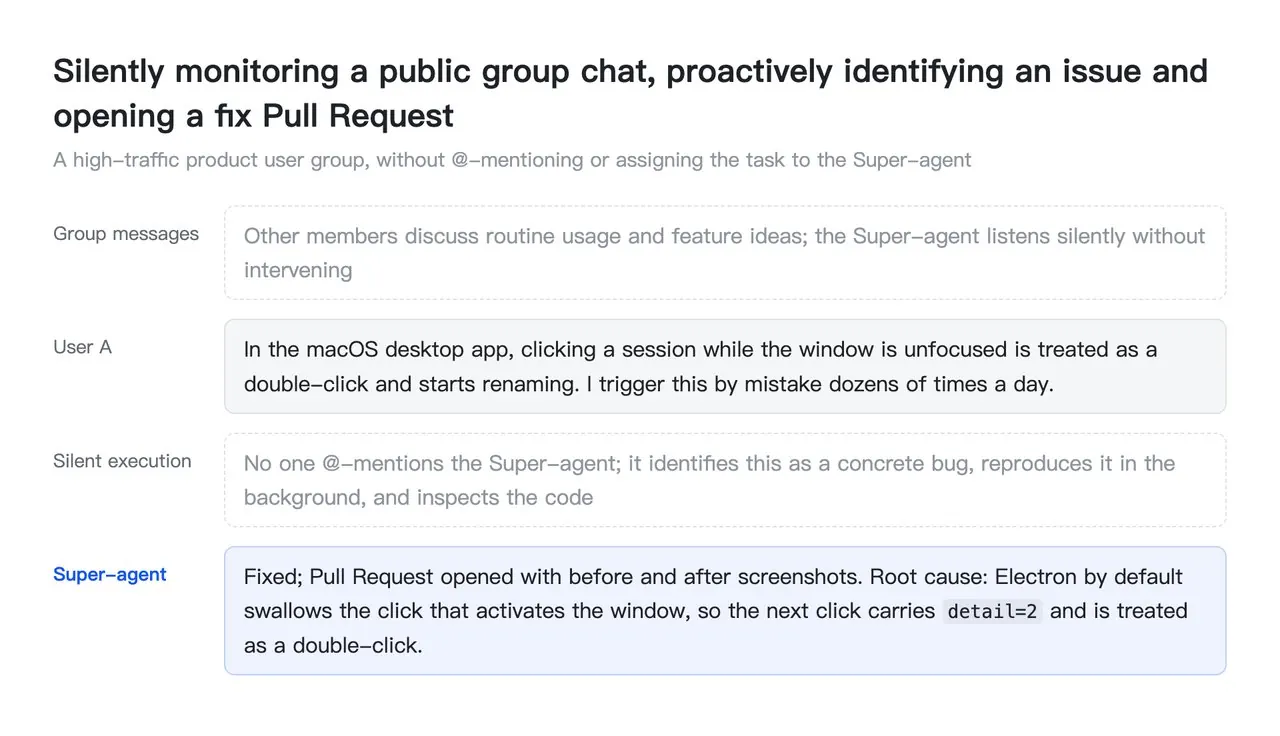 Silently monitoring a public group chat, proactively identifying an issue and
opening a fix Pull Request
A high-traffic product user group, without @-mentioning or assigning the task to the Super-agent
Group messages
Other members discuss routine usage and feature ideas; the Super-agent listens silently without
intervening
User A
In the macOS desktop app, clicking a session while the window is unfocused is treated as a
double-click and starts renaming. I trigger this by mistake dozens of times a day.
Silent execution
No one @-mentions the Super-agent; it identifies this as a concrete bug, reproduces it in the
background, and inspects the code
Super-agent
Fixed; Pull Request opened with before and after screenshots. Root cause: Electron by default
swallows the click that activates the window, so the next click carries detail=2 and is treated
as a double-click.